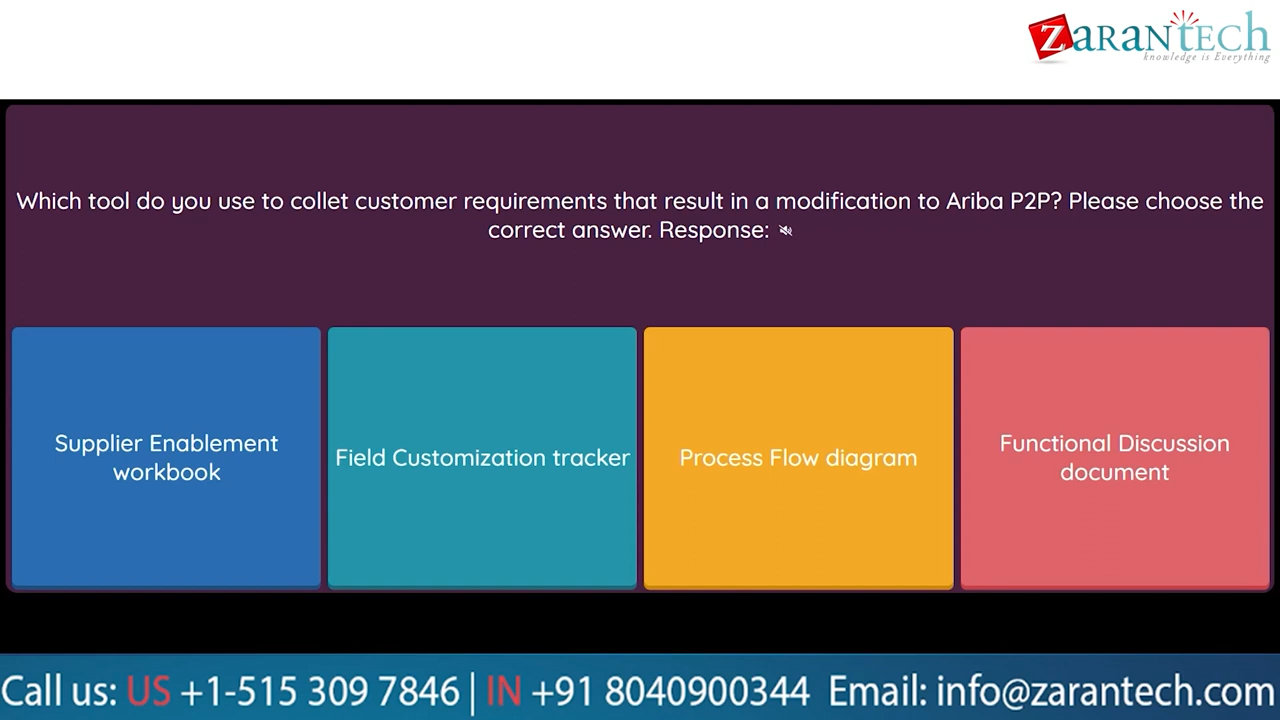 ZARANTECH
knowledge is Everything
Which tool do you use to collet customer requirements that result in a modification to Ariba P2P? Please choose the
correct answer. Response:
Supplier Enablement
workbook
Field Customization tracker
Process Flow diagram
Functional Discussion
document
Call us: US +1-515 309 7846 | IN +91 8040900344 Email: info@zarantech.com